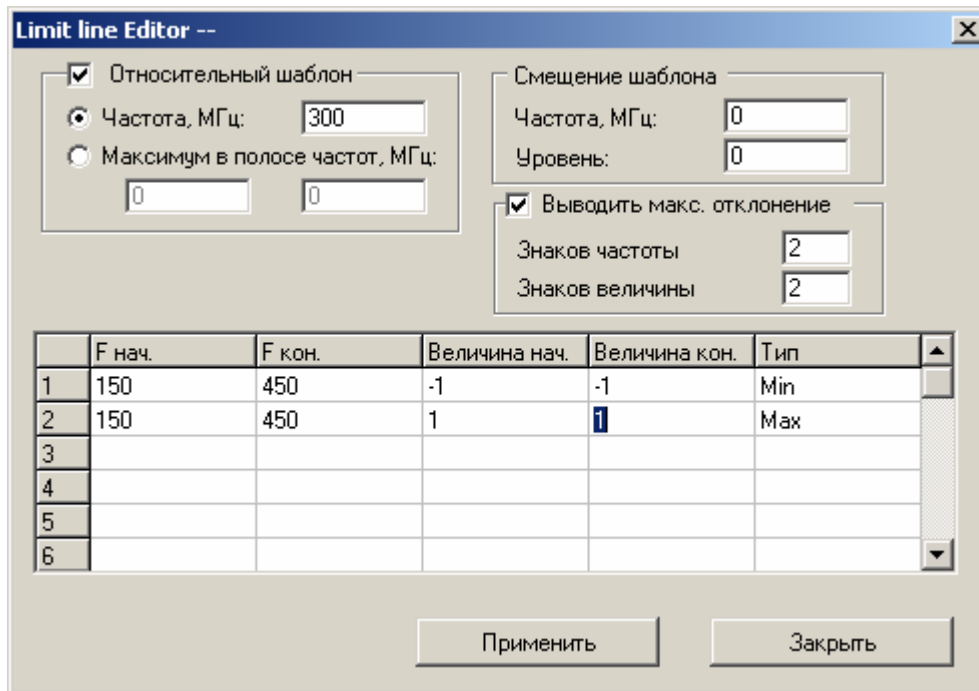 Limit line Editor --
Относительный шаблон
Частота, МГц: 300
Максимум в полосе частот, МГц:
0 0
Смещение шаблона
Частота, МГц: 0
Уровень: 0
Выводить макс. отклонение
Знаков частоты 2
Знаков величины 2
F нач. F кон. Величина нач. Величина кон. Тип
1 150 450 -1 -1 Min
2 150 450 1 1 Max
3
4
5
6
Применить Закрыть